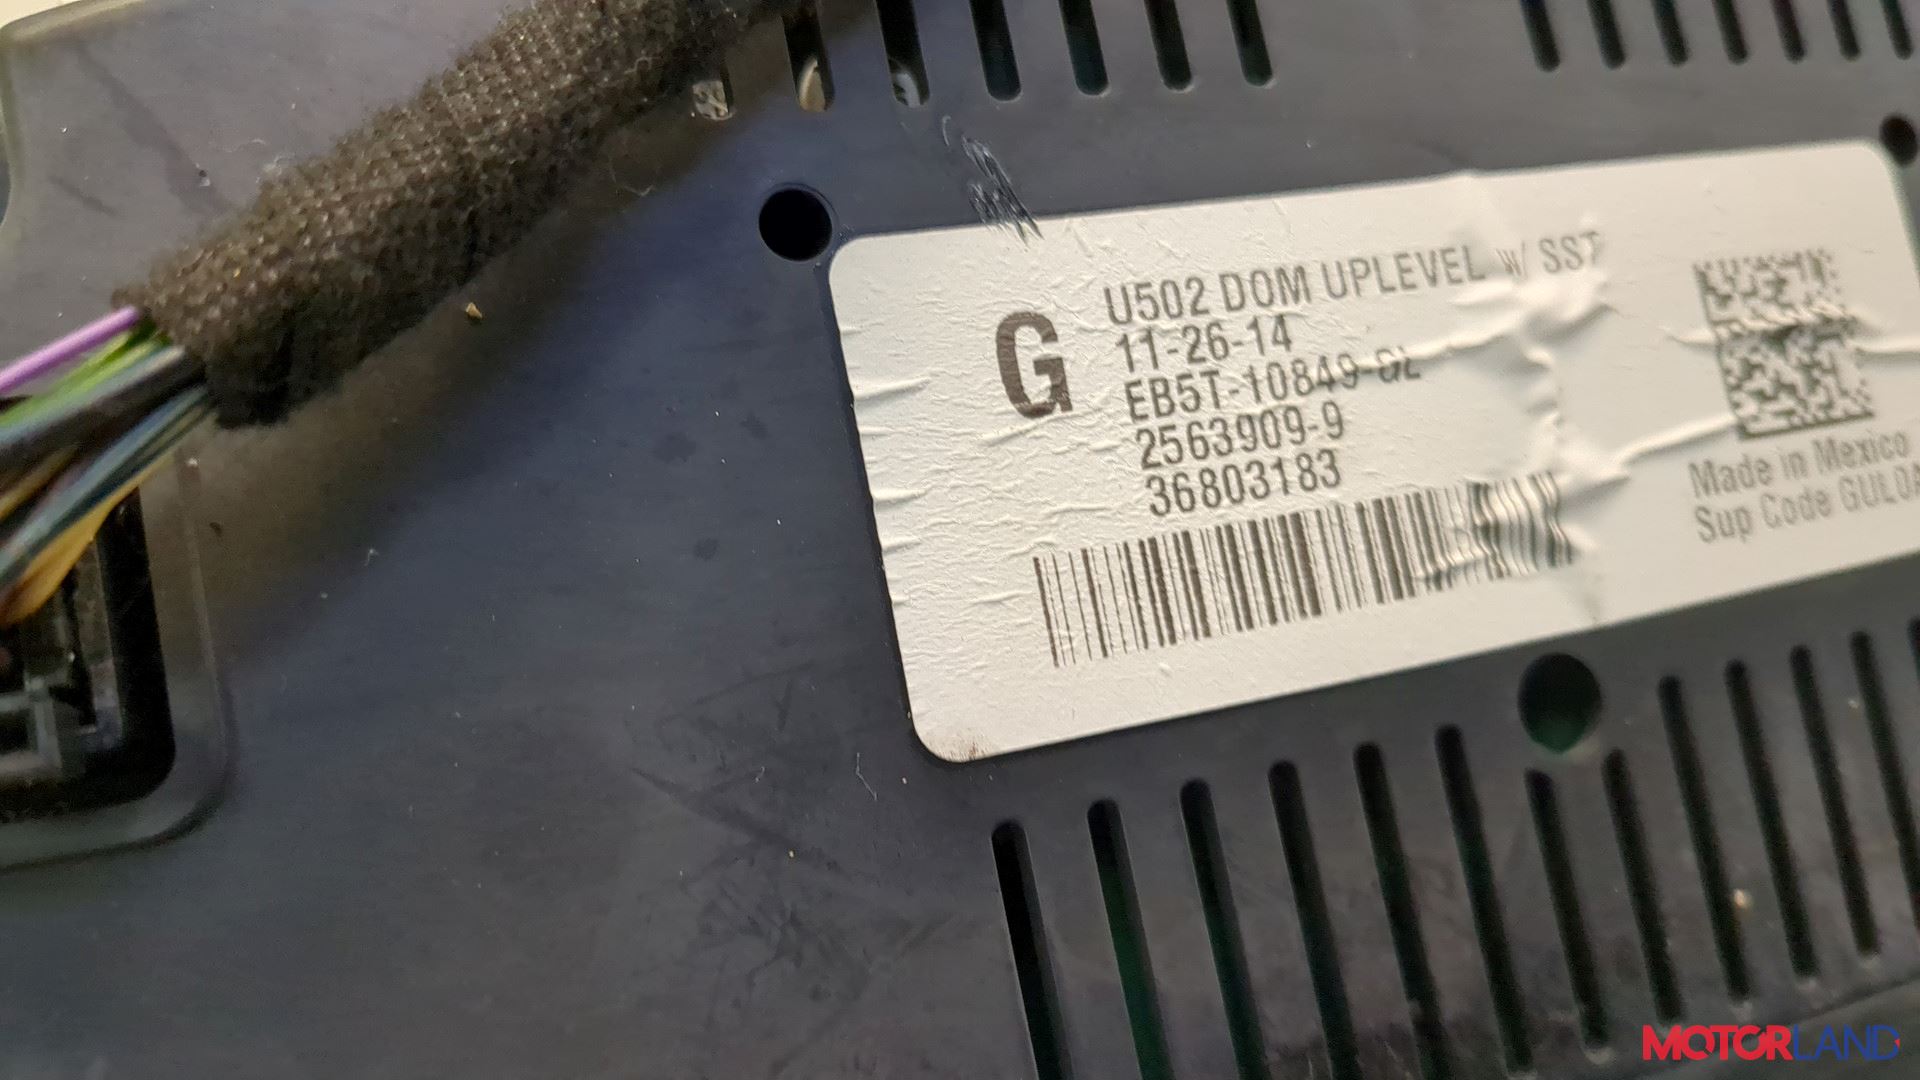 G
U502 DOM UPLEVEL w/ SST
11-26-14
EB5T-10849-GL
2563909-9
36803183
Made in Mexico
Sup Code GUL0A
MOTORLAND